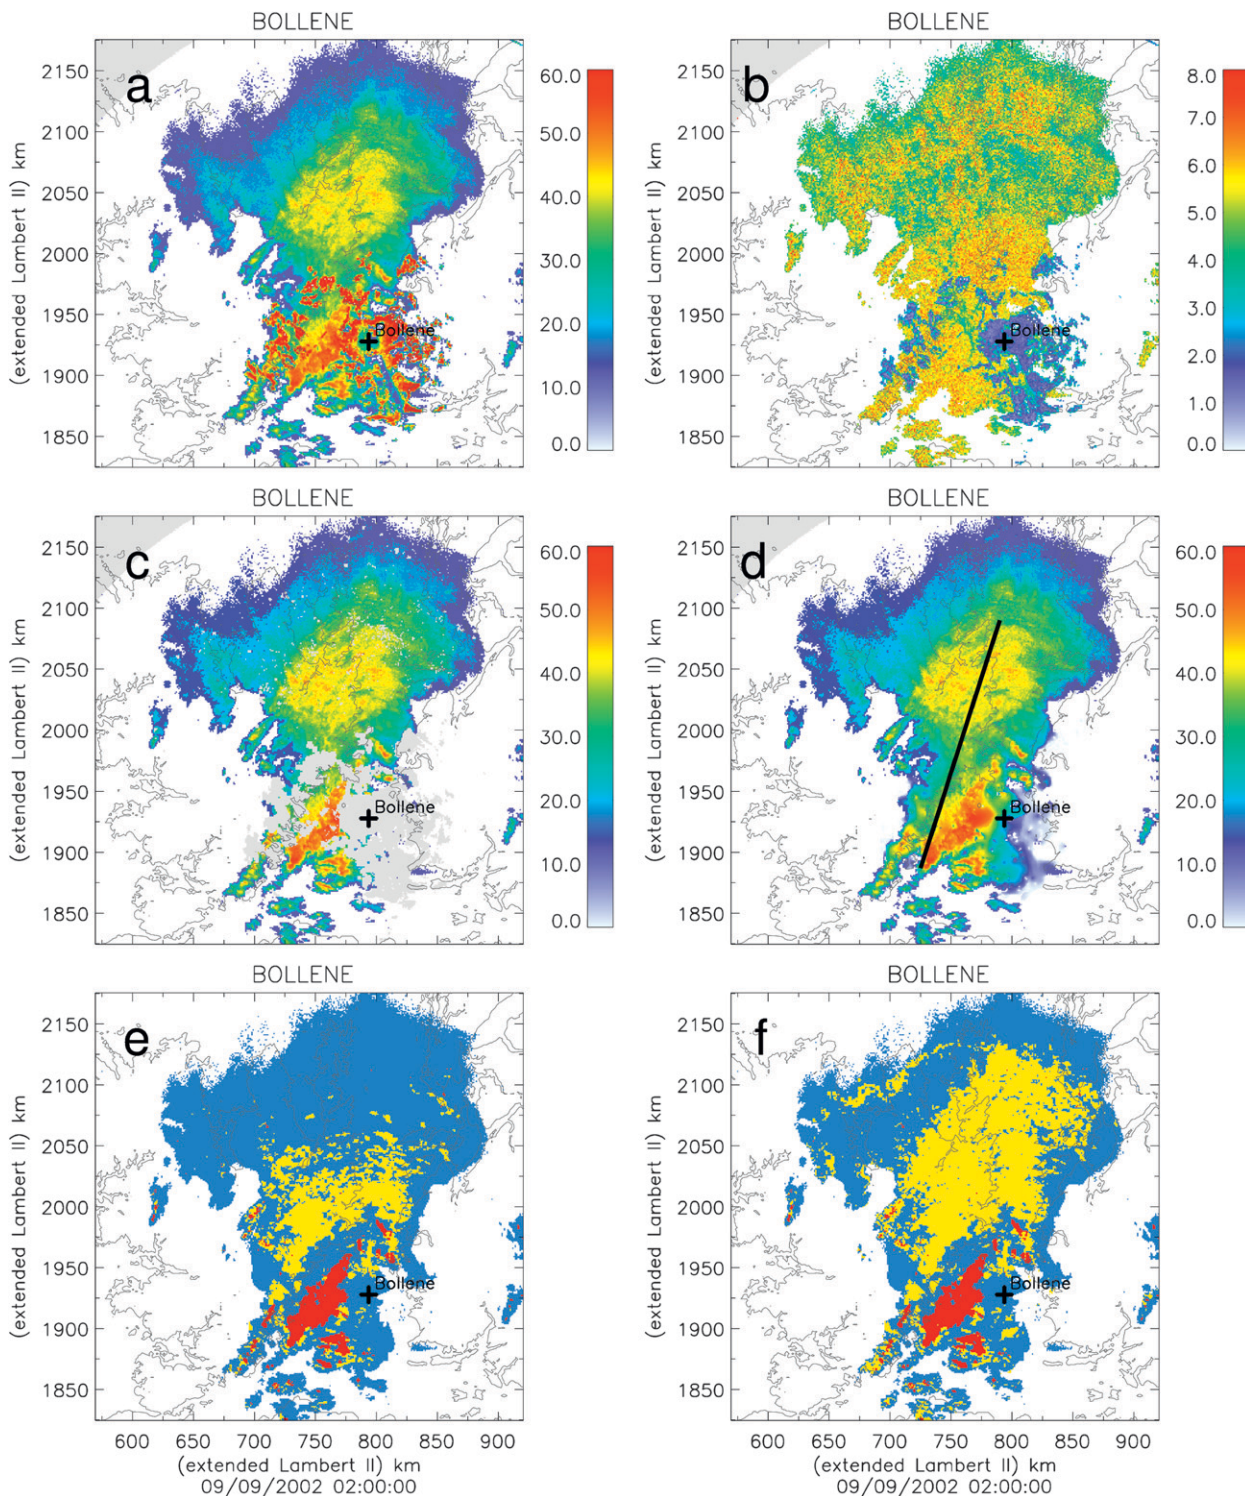 BOLLENE
BOLLENE
a
b
2150
2100
2050
2000
1950
1900
1850
(extended Lambert II) km
60.0
50.0
40.0
30.0
20.0
10.0
0.0
Bollene
2150
2100
2050
2000
1950
1900
1850
(extended Lambert II) km
8.0
7.0
6.0
5.0
4.0
3.0
2.0
1.0
0.0
Bollene
BOLLENE
BOLLENE
c
d
2150
2100
2050
2000
1950
1900
1850
(extended Lambert II) km
60.0
50.0
40.0
30.0
20.0
10.0
0.0
Bollene
2150
2100
2050
2000
1950
1900
1850
(extended Lambert II) km
60.0
50.0
40.0
30.0
20.0
10.0
0.0
Bollene
BOLLENE
BOLLENE
e
f
2150
2100
2050
2000
1950
1900
1850
(extended Lambert II) km
Bollene
2150
2100
2050
2000
1950
1900
1850
(extended Lambert II) km
Bollene
600 650 700 750 800 850 900
(extended Lambert II) km
09/09/2002 02:00:00
600 650 700 750 800 850 900
(extended Lambert II) km
09/09/2002 02:00:00